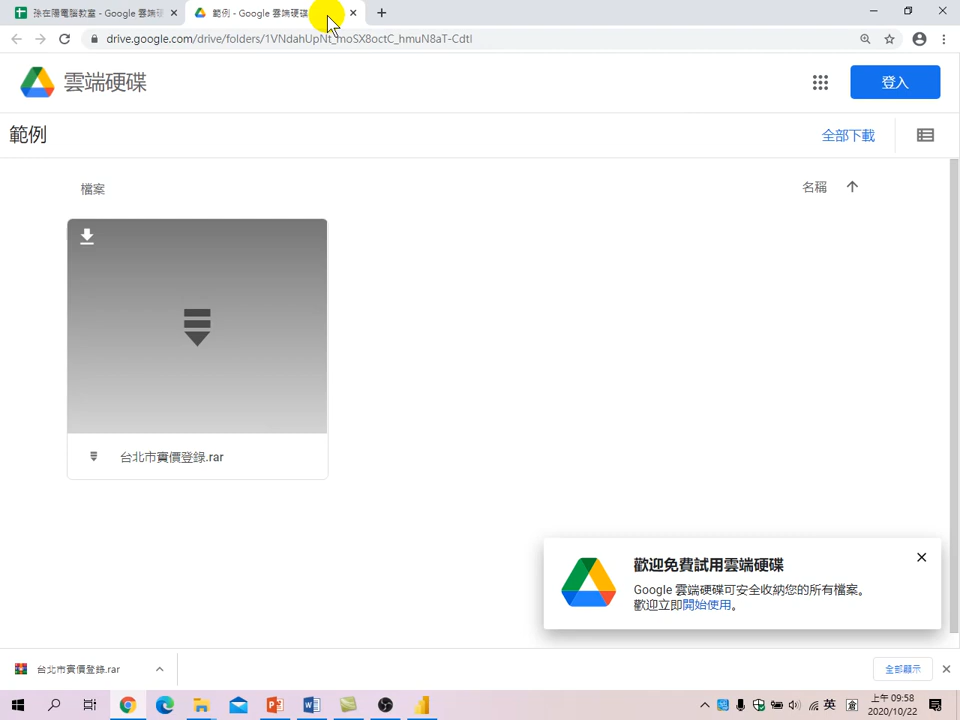 孫在陽電腦教室 - Google 雲端硬
範例 - Google 雲端硬碟
drive.google.com/drive/folders/1VNdahUpNt_moSX8octC_hmuN8aT-Cdtl
雲端硬碟
登入
範例
全部下載
檔案
名稱
台北市實價登錄.rar
歡迎免費試用雲端硬碟
Google 雲端硬碟可安全收納您的所有檔案。
歡迎立即開始使用。
台北市實價登錄.rar
全部顯示
英
倉
上午 09:58
2020/10/22